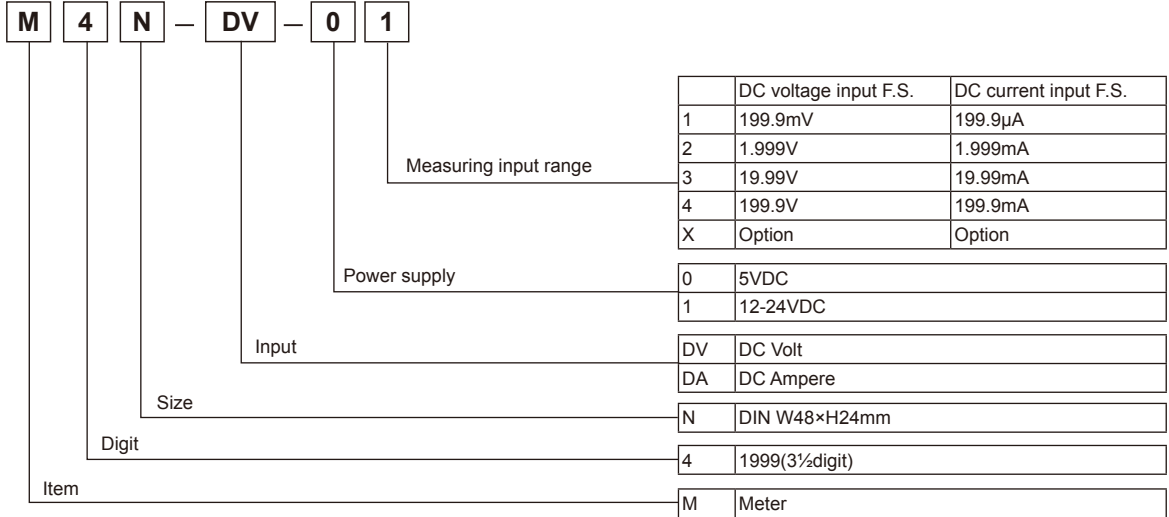 M 4 N – DV – 0 1
DC voltage input F.S. DC current input F.S.
1 199.9mV 199.9µA
2 1.999V 1.999mA
Measuring input range
3 19.99V 19.99mA
4 199.9V 199.9mA
X Option Option
Power supply
0 5VDC
1 12-24VDC
Input
DV DC Volt
DA DC Ampere
Size
N DIN W48×H24mm
Digit
4 1999(3½digit)
Item
M Meter